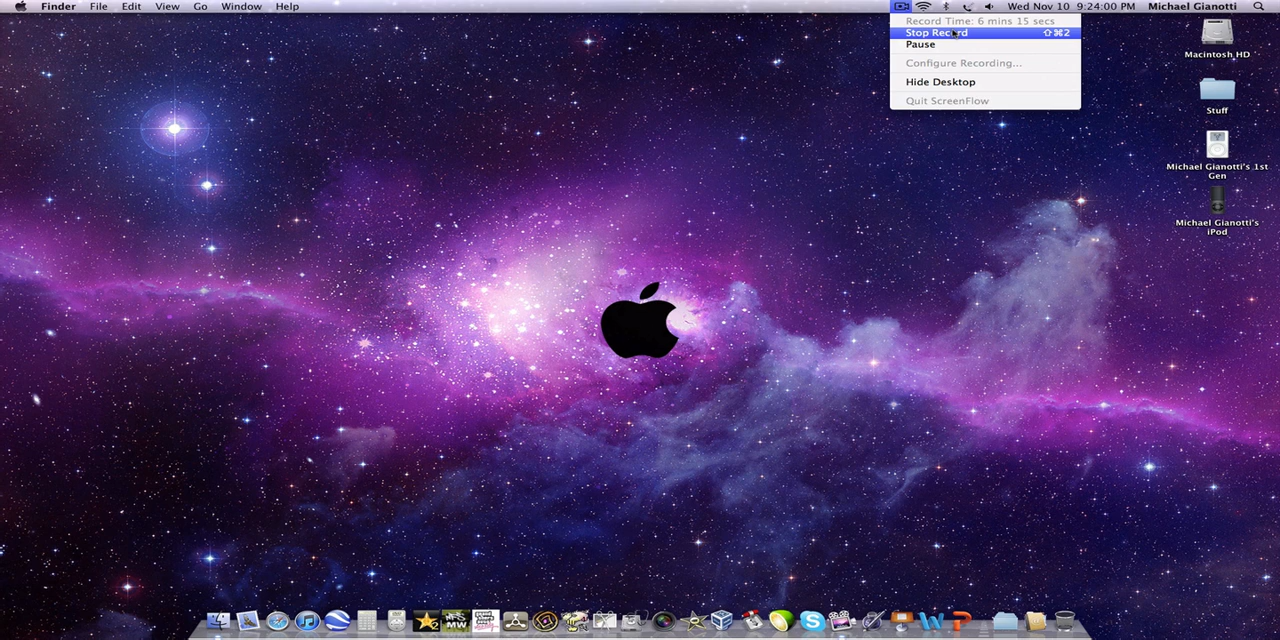 Finder File Edit View Go Window Help Wed Nov 10 9:24:00 PM Michael Gianotti
Record Time: 6 mins 15 secs
Stop Record ⇧⌘2
Pause
Configure Recording...
Hide Desktop
Quit ScreenFlow
Macintosh HD
Stuff
Michael Gianotti's 1st
Gen
Michael Gianotti's
iPod
MW